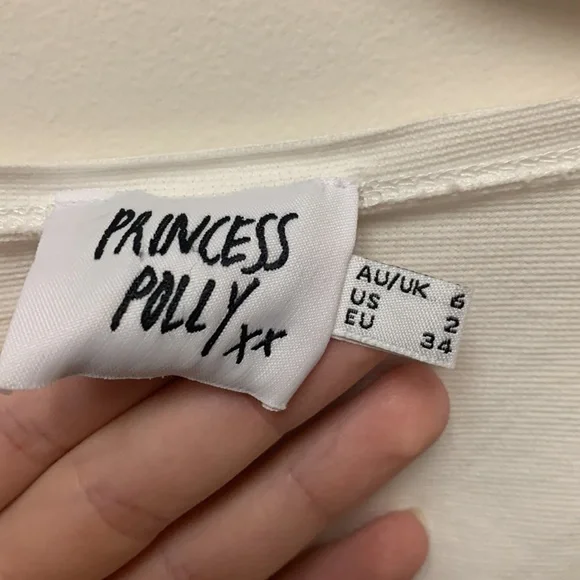 PRINCESS
POLLY xx
AU/UK 6
US 2
EU 34